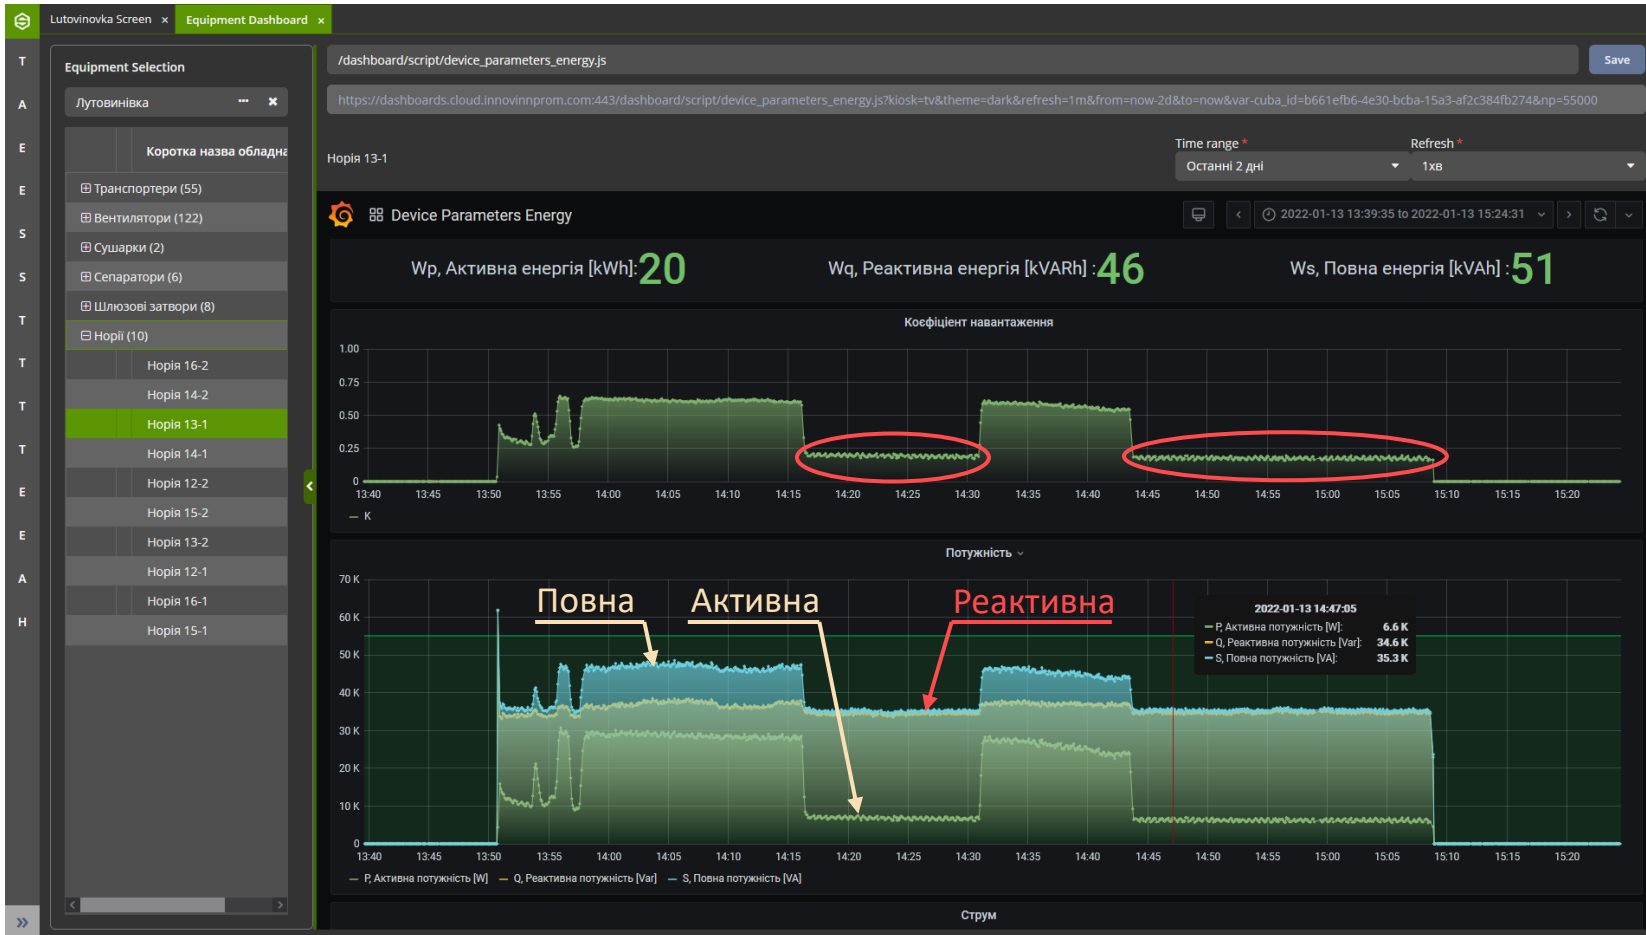 Lutovinovka Screen × Equipment Dashboard ×
T
A
E
E
S
S
T
T
T
T
E
E
A
H
Equipment Selection
Лутовинівка ··· ×
Коротка назва обладна
Транспортери (55)
Вентилятори (122)
Сушарки (2)
Сепаратори (6)
Шлюзові затвори (8)
Норії (10)
Норія 16-2
Норія 14-2
Норія 13-1
Норія 14-1
Норія 12-2
Норія 15-2
Норія 13-2
Норія 12-1
Норія 16-1
Норія 15-1
/dashboard/script/device_parameters_energy.js Save
https://dashboards.cloud.innovinnprom.com:443/dashboard/script/device_parameters_energy.js?kiosk=tv&theme=dark&refresh=1m&from=now-2d&to=now&var-cuba_id=b661efb6-4e30-bcba-15a3-af2c384fb274&np=55000
Норія 13-1
Time range * Refresh *
Останні 2 дні 1хв
Device Parameters Energy 2022-01-13 13:39:35 to 2022-01-13 15:24:31
Wp, Активна енергія [kWh]: 20 Wq, Реактивна енергія [kVARh] : 46 Ws, Повна енергія [kVAh] : 51
Коефіціент навантаження
1.00
0.75
0.50
0.25
0
13:40 13:45 13:50 13:55 14:00 14:05 14:10 14:15 14:20 14:25 14:30 14:35 14:40 14:45 14:50 14:55 15:00 15:05 15:10 15:15 15:20
K
Потужність
70 K
60 K
50 K
40 K
30 K
20 K
10 K
0
Повна Активна Реактивна
2022-01-13 14:47:05
P, Активна потужність [W]: 6.6 K
Q, Реактивна потужність [Var]: 34.6 K
S, Повна потужність [VA]: 35.3 K
13:40 13:45 13:50 13:55 14:00 14:05 14:10 14:15 14:20 14:25 14:30 14:35 14:40 14:45 14:50 14:55 15:00 15:05 15:10 15:15 15:20
P, Активна потужність [W] Q, Реактивна потужність [Var] S, Повна потужність [VA]
Струм